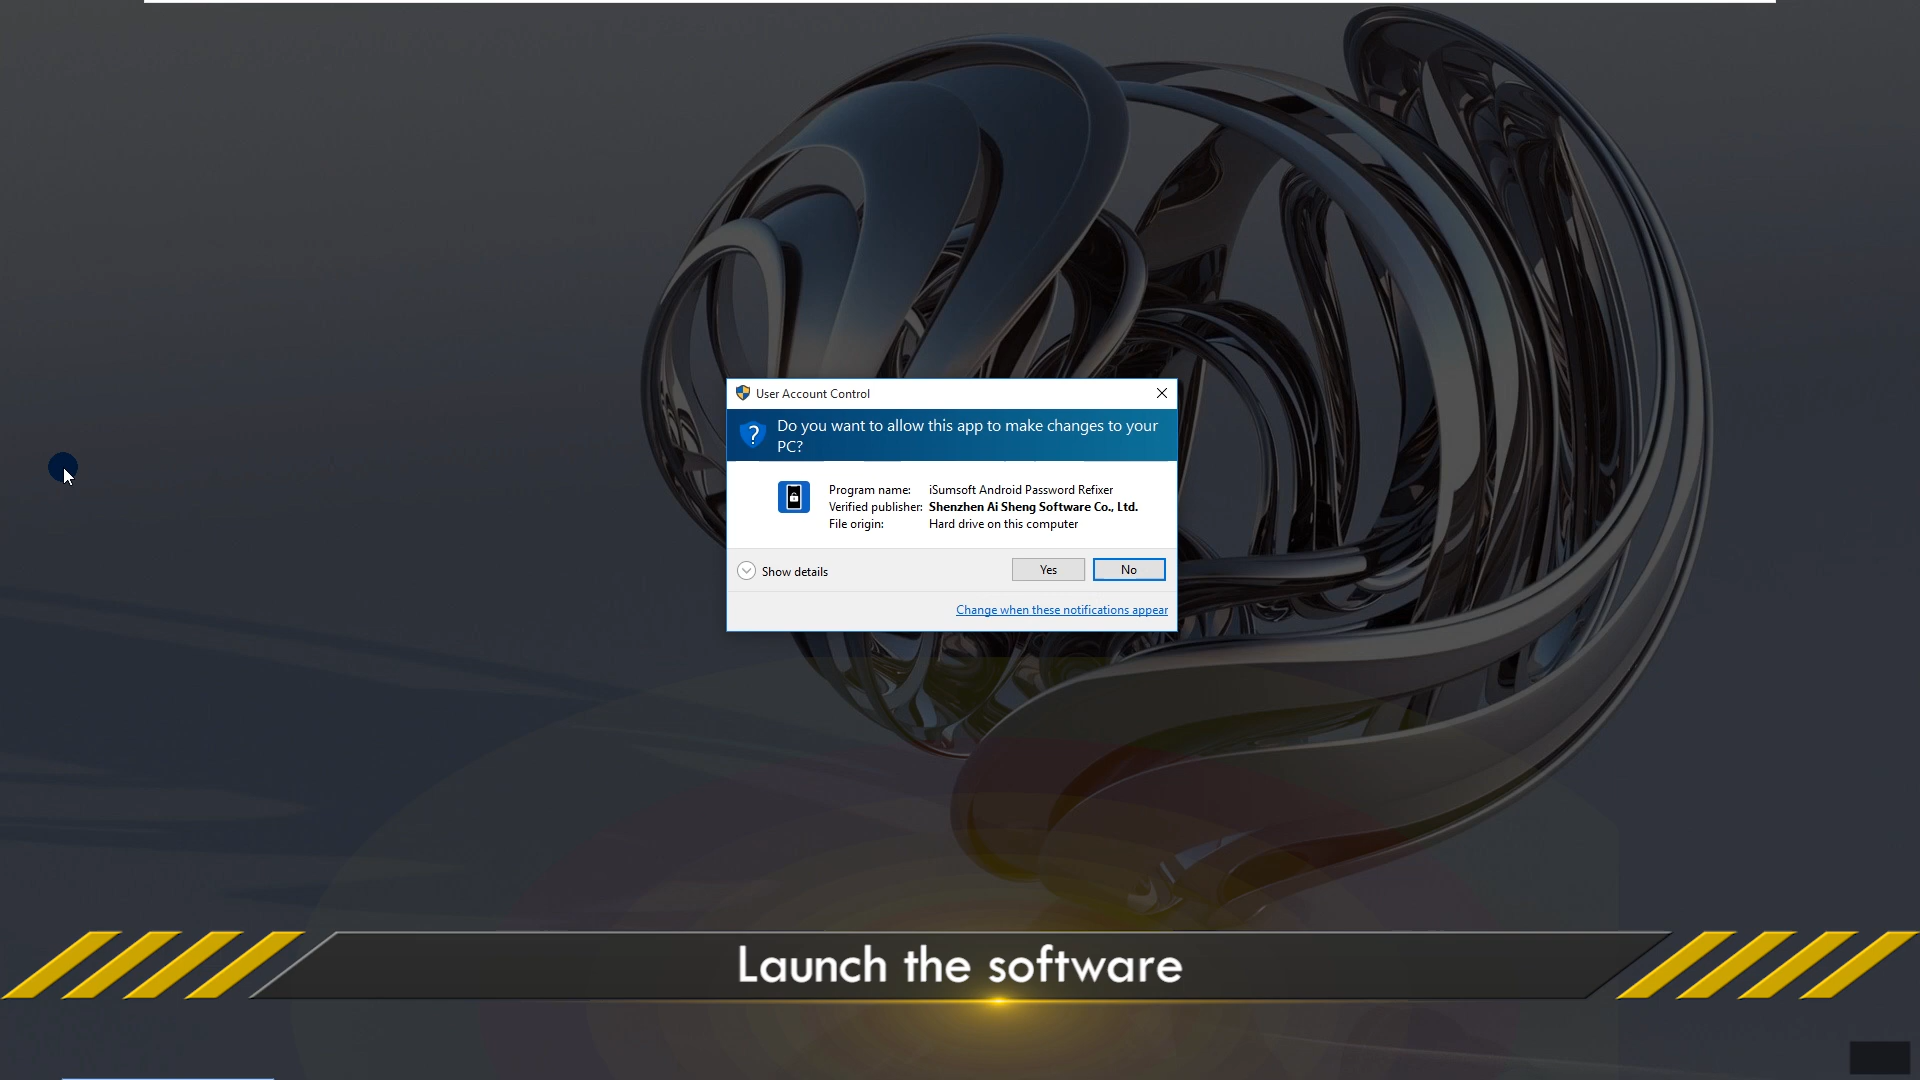 User Account Control
Do you want to allow this app to make changes to your
PC?
Program name: iSumsoft Android Password Refixer
Verified publisher: Shenzhen Ai Sheng Software Co., Ltd.
File origin: Hard drive on this computer
Show details
Yes
No
Change when these notifications appear
Launch the software